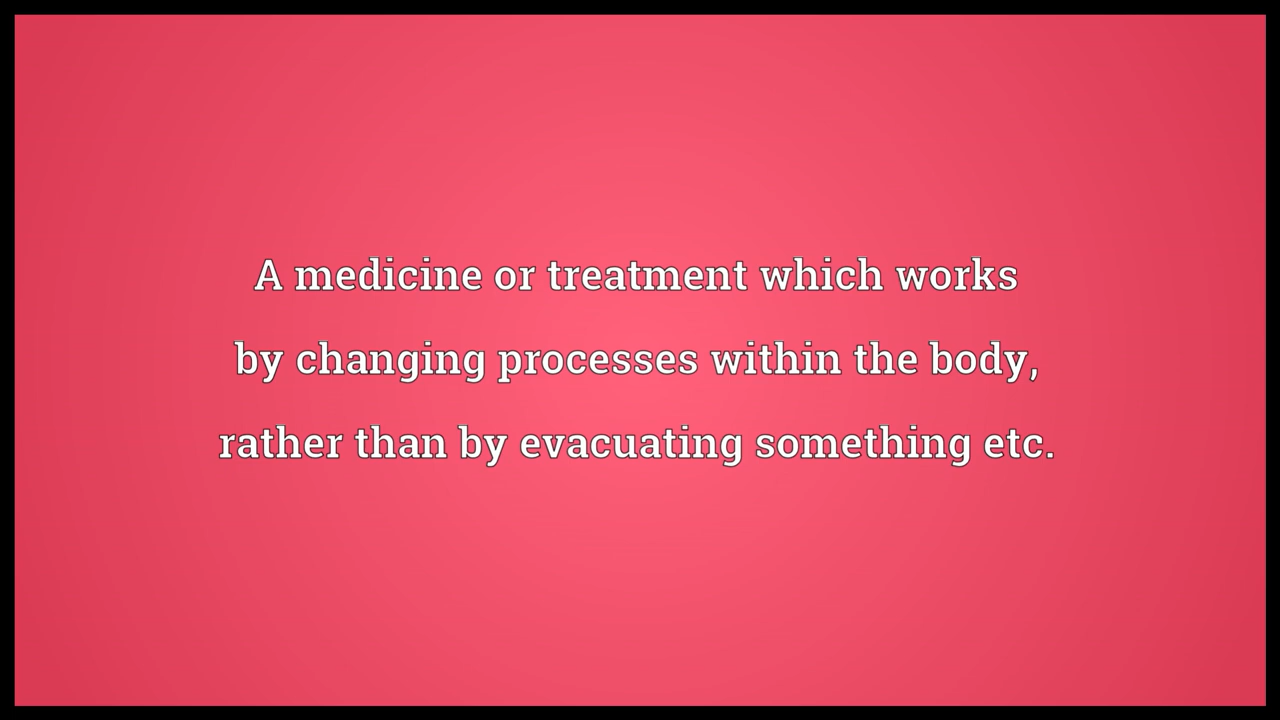 A medicine or treatment which works
by changing processes within the body,
rather than by evacuating something etc.